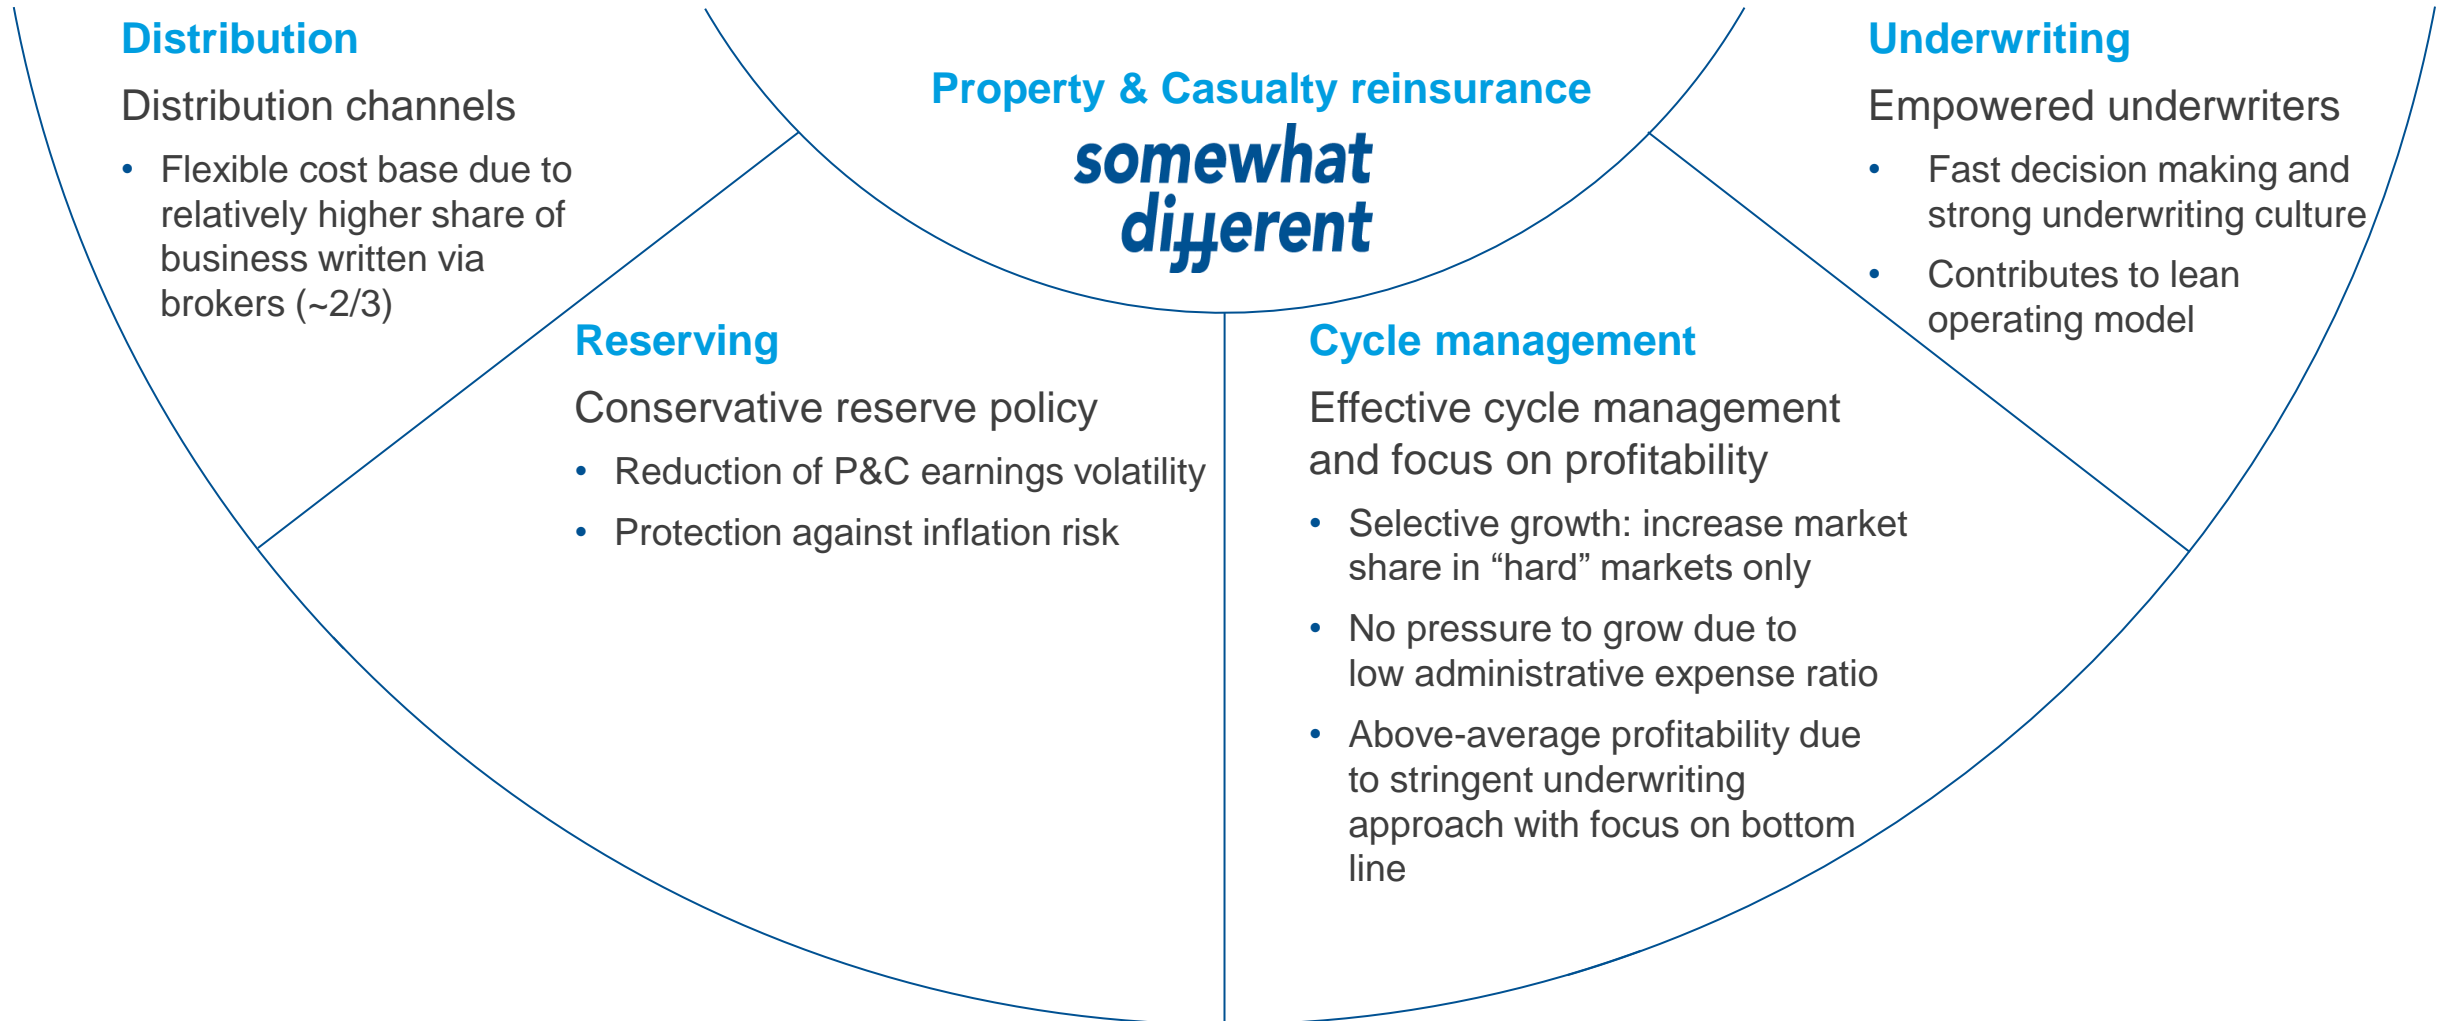 Distribution
Distribution channels
• Flexible cost base due to
relatively higher share of
business written via
brokers (~2/3)
Property & Casualty reinsurance
somewhat
different
Underwriting
Empowered underwriters
• Fast decision making and
strong underwriting culture
• Contributes to lean
operating model
Reserving
Conservative reserve policy
• Reduction of P&C earnings volatility
• Protection against inflation risk
Cycle management
Effective cycle management
and focus on profitability
• Selective growth: increase market
share in “hard” markets only
• No pressure to grow due to
low administrative expense ratio
• Above-average profitability due
to stringent underwriting
approach with focus on bottom
line